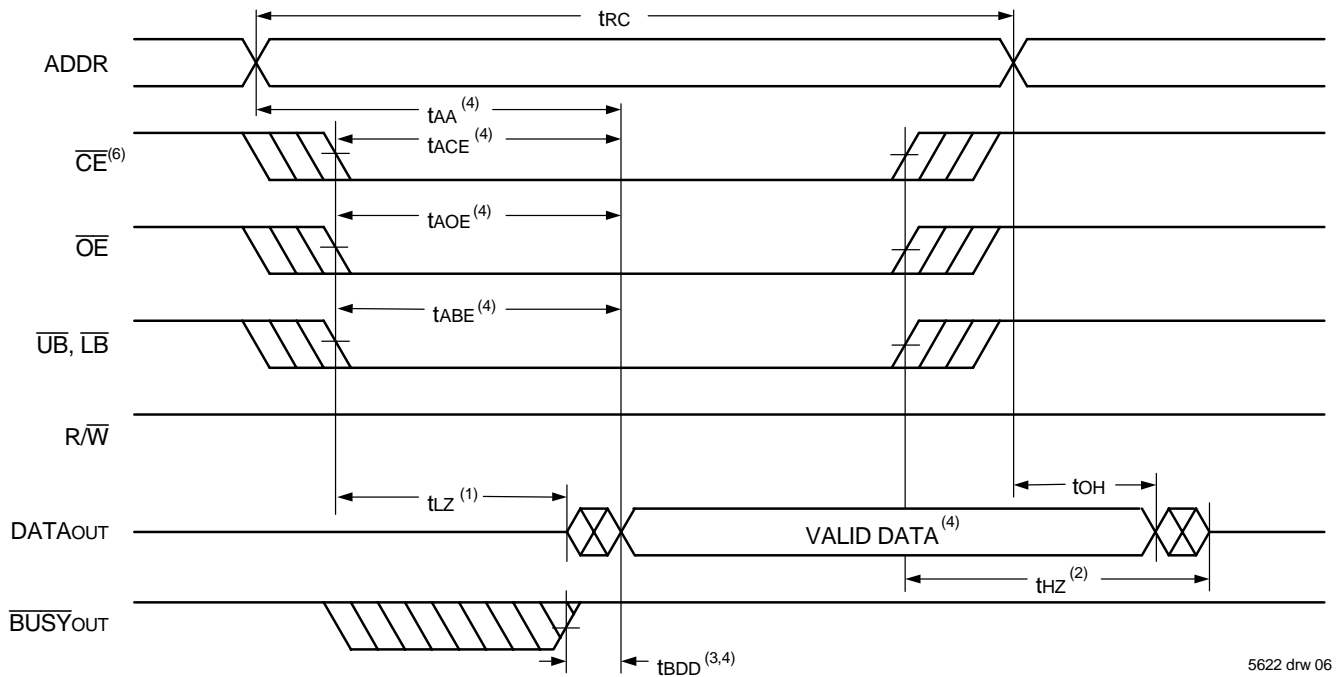 tRC
ADDR
tAA (4)
CE(6)
tACE (4)
OE
tAOE (4)
UB, LB
tABE (4)
R/W
tLZ (1)
tOH
DATAOUT
VALID DATA(4)
tHZ (2)
BUSYOUT
tBDD (3,4)
5622 drw 06